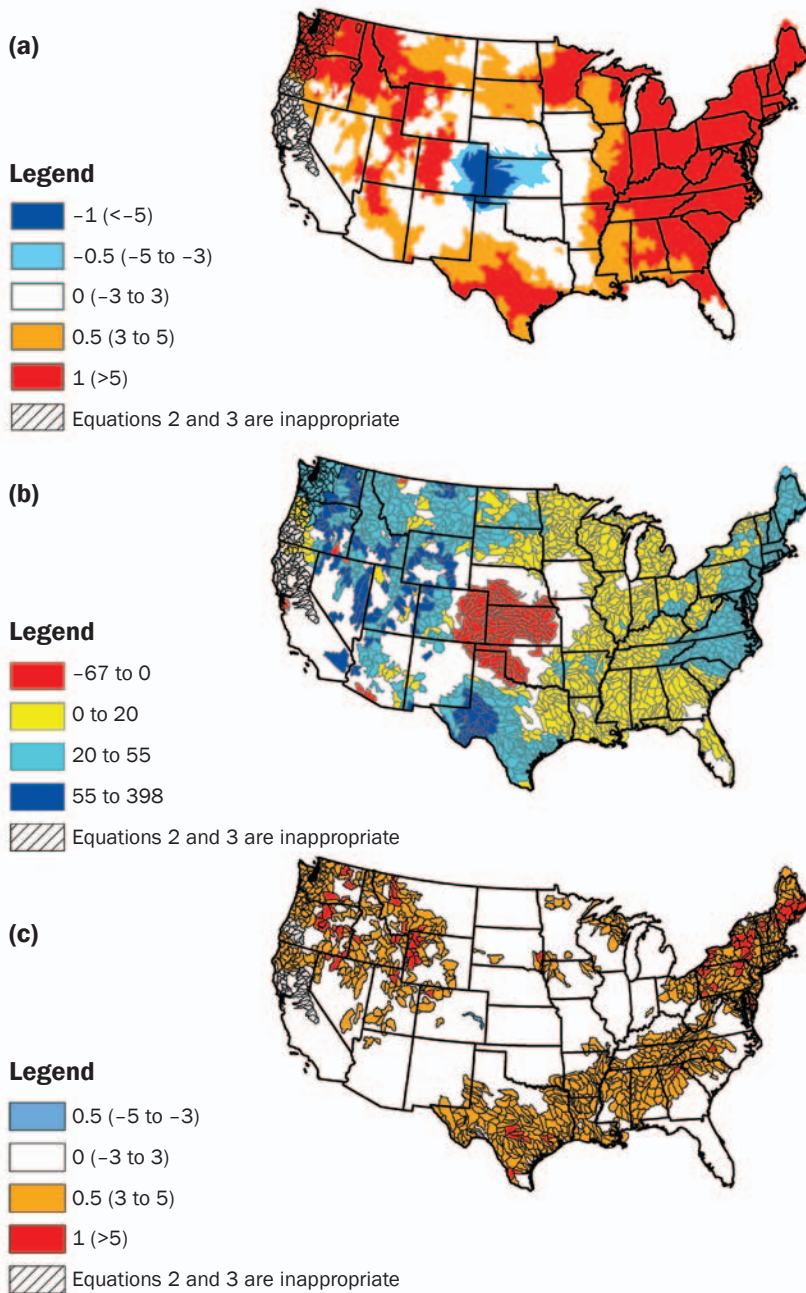 (a)
Legend
–1 (<–5)
–0.5 (–5 to –3)
0 (–3 to 3)
0.5 (3 to 5)
1 (>5)
Equations 2 and 3 are inappropriate
(b)
Legend
–67 to 0
0 to 20
20 to 55
55 to 398
Equations 2 and 3 are inappropriate
(c)
Legend
0.5 (–5 to –3)
0 (–3 to 3)
0.5 (3 to 5)
1 (>5)
Equations 2 and 3 are inappropriate